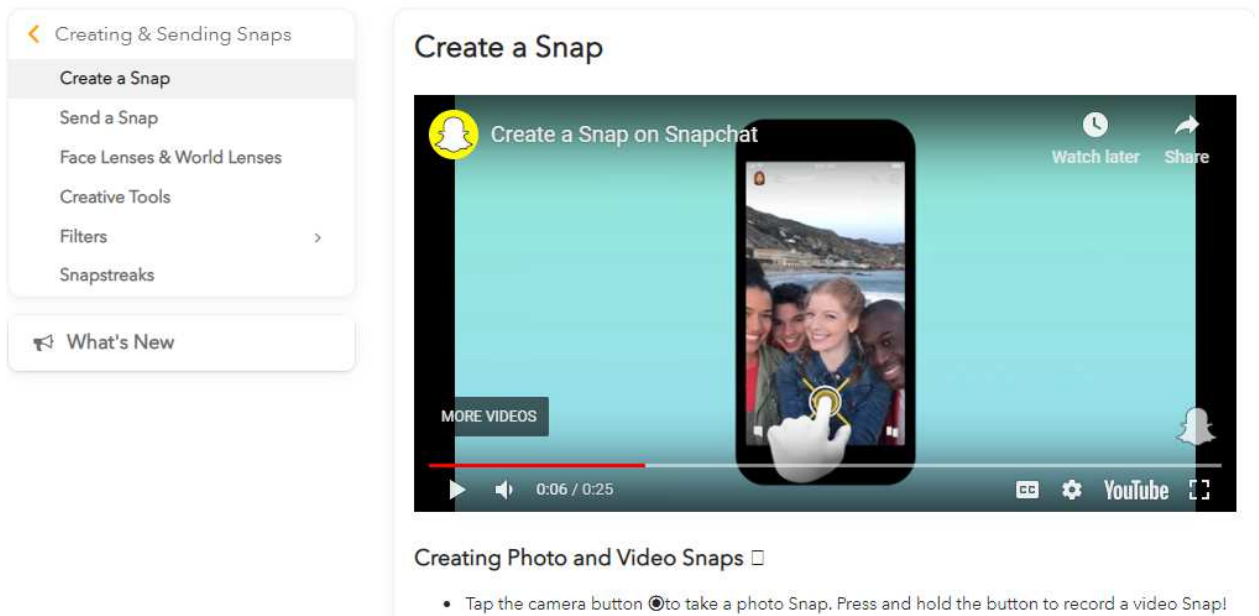 Creating & Sending Snaps
Create a Snap
Send a Snap
Face Lenses & World Lenses
Creative Tools
Filters
Snapstreaks
What's New
Create a Snap
Create a Snap on Snapchat
Watch later
Share
MORE VIDEOS
0:06 / 0:25
CC
YouTube
Creating Photo and Video Snaps □
• Tap the camera button ◉to take a photo Snap. Press and hold the button to record a video Snap!